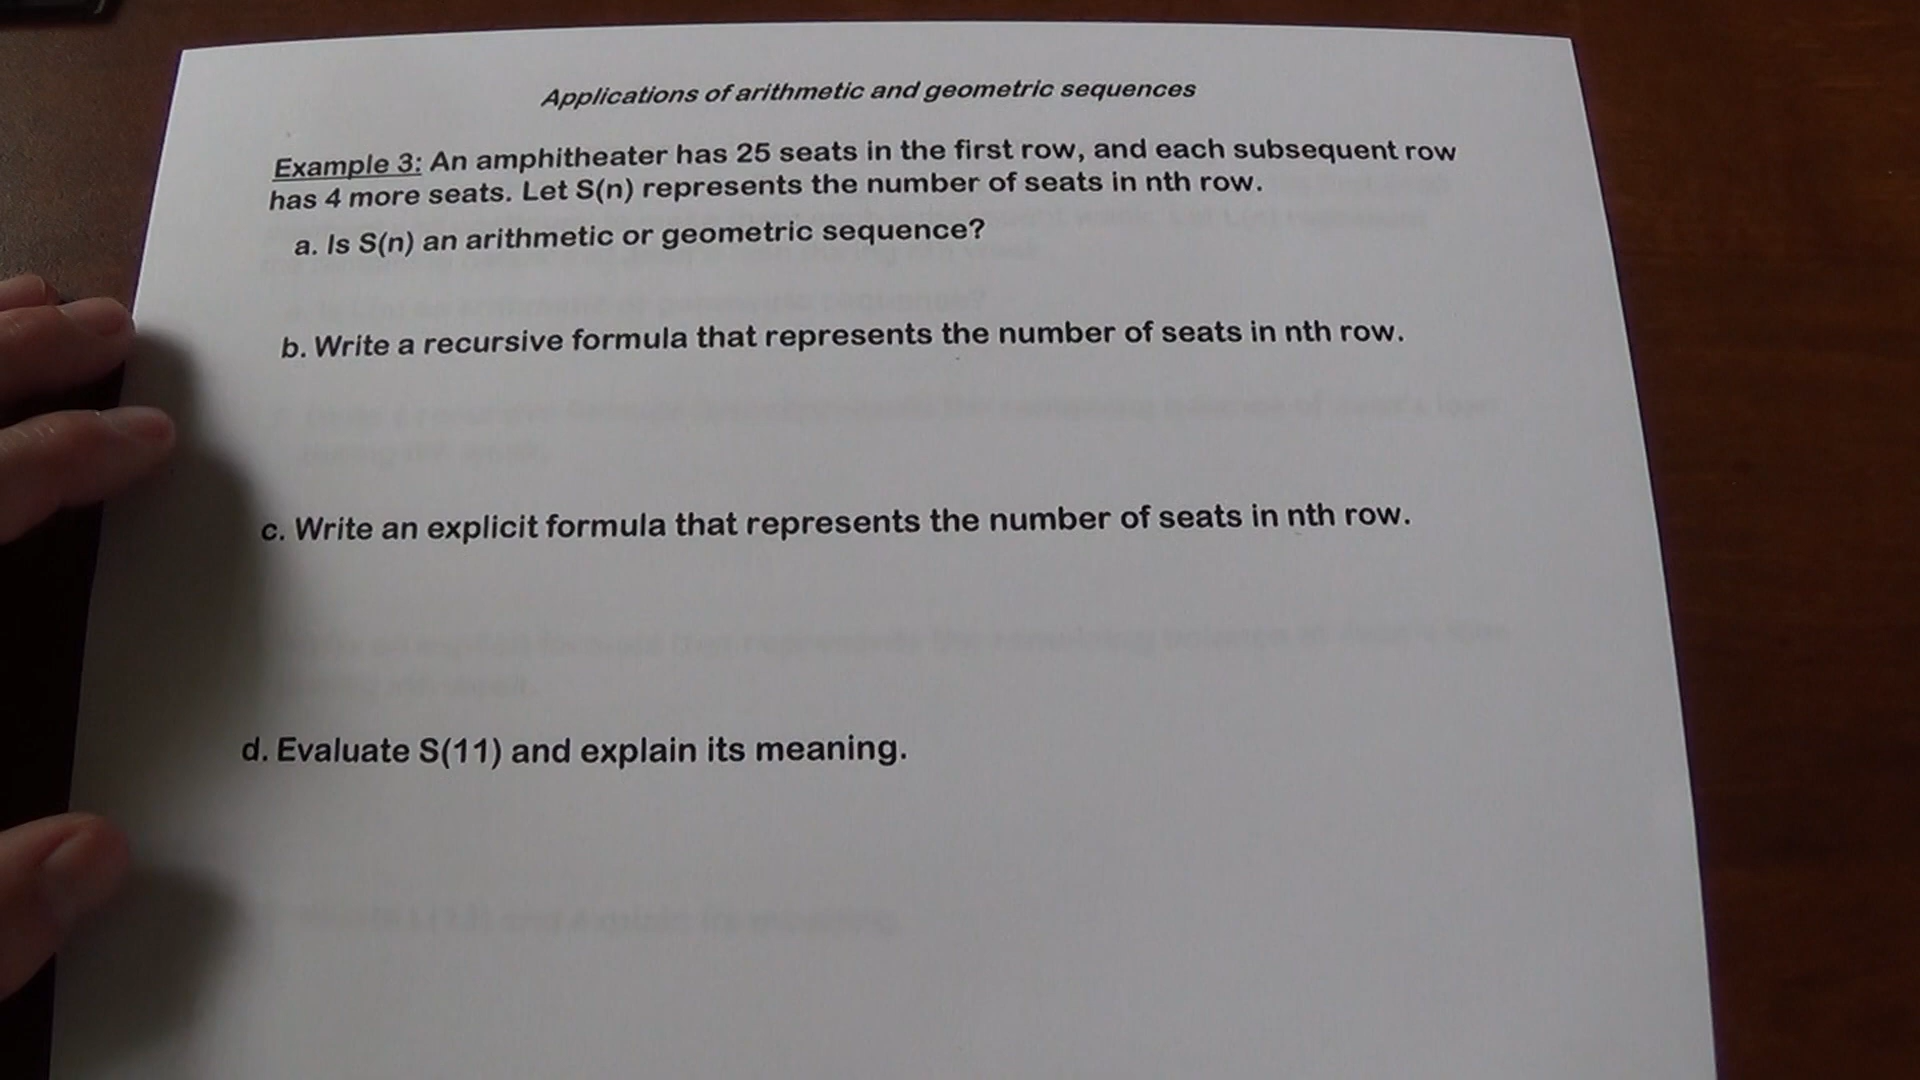 Applications of arithmetic and geometric sequences
Example 3: An amphitheater has 25 seats in the first row, and each subsequent row
has 4 more seats. Let S(n) represents the number of seats in nth row.
a. Is S(n) an arithmetic or geometric sequence?
b. Write a recursive formula that represents the number of seats in nth row.
c. Write an explicit formula that represents the number of seats in nth row.
d. Evaluate S(11) and explain its meaning.